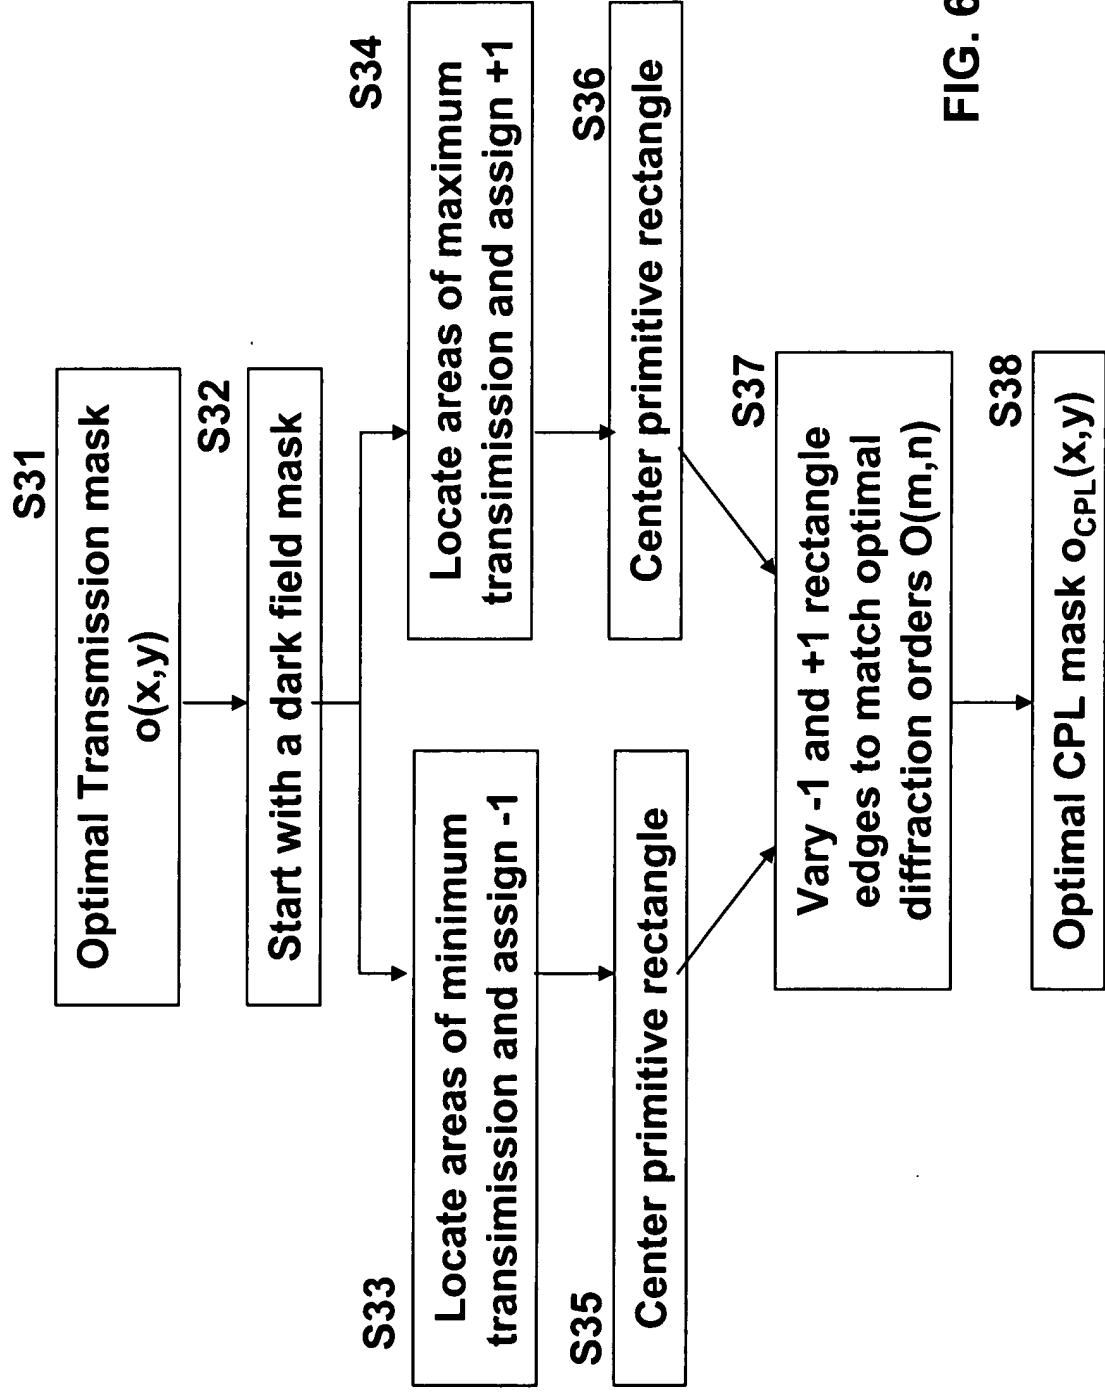 S31
Optimal Transmission mask
o(x,y)
S32
Start with a dark field mask
S33
Locate areas of minimum
transimission and assign -1
S34
Locate areas of maximum
transimission and assign +1
S35
Center primitive rectangle
S36
Center primitive rectangle
S37
Vary -1 and +1 rectangle
edges to match optimal
diffraction orders O(m,n)
S38
Optimal CPL mask oCPL(x,y)
FIG. 6